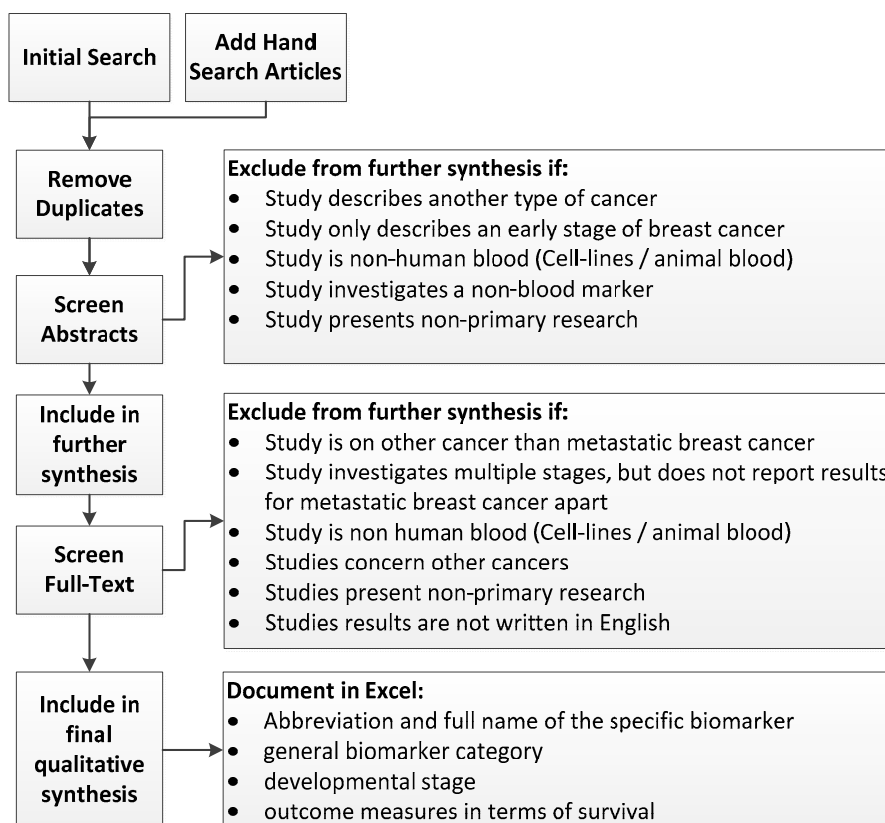 Initial Search
Add Hand
Search Articles
Remove
Duplicates
Exclude from further synthesis if:
• Study describes another type of cancer
• Study only describes an early stage of breast cancer
• Study is non-human blood (Cell-lines / animal blood)
• Study investigates a non-blood marker
• Study presents non-primary research
Screen
Abstracts
Include in
further
synthesis
Exclude from further synthesis if:
• Study is on other cancer than metastatic breast cancer
• Study investigates multiple stages, but does not report results
for metastatic breast cancer apart
• Study is non human blood (Cell-lines / animal blood)
• Studies concern other cancers
• Studies present non-primary research
• Studies results are not written in English
Screen
Full-Text
Include in
final
qualitative
synthesis
Document in Excel:
• Abbreviation and full name of the specific biomarker
• general biomarker category
• developmental stage
• outcome measures in terms of survival